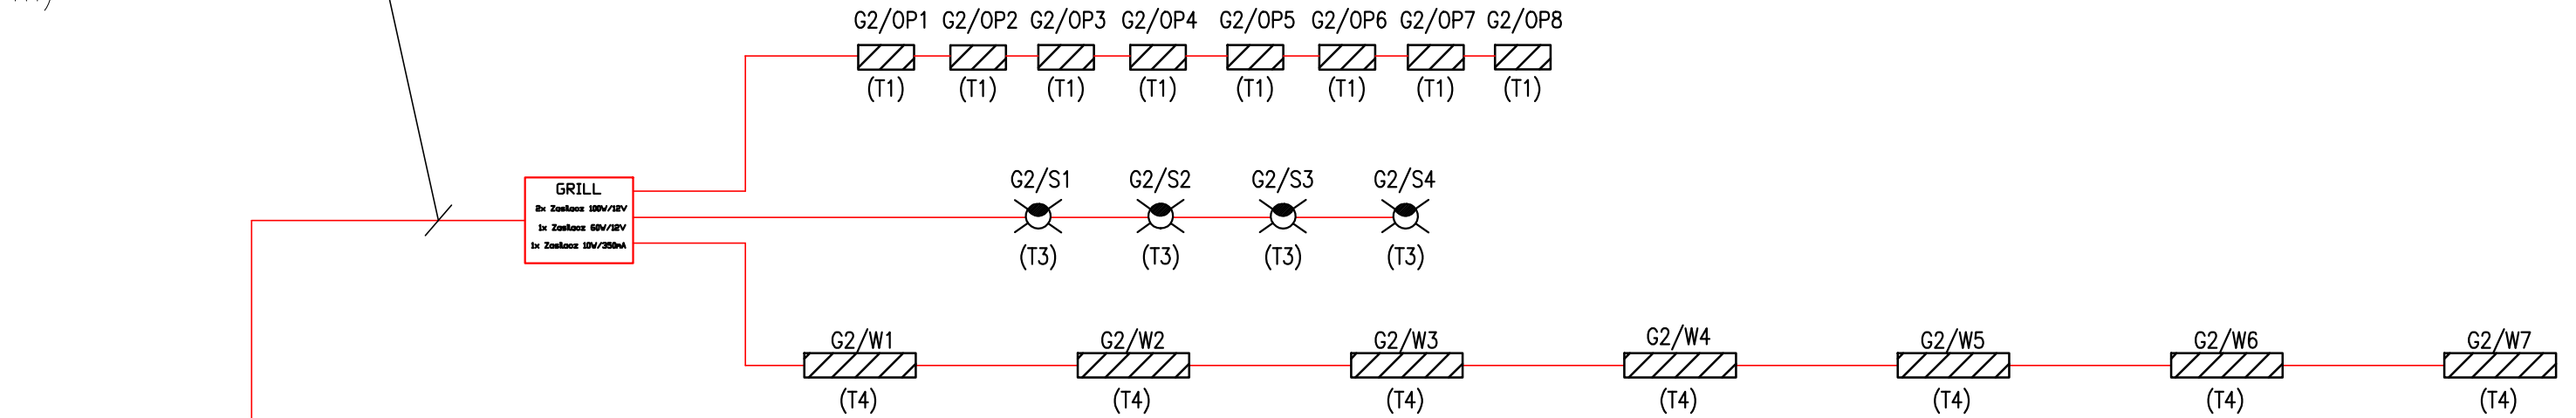 G2/OP1 G2/OP2 G2/OP3 G2/OP4 G2/OP5 G2/OP6 G2/OP7 G2/OP8
(T1) (T1) (T1) (T1) (T1) (T1) (T1) (T1)
GRILL
2x Zasilacz 100W/12V
1x Zasilacz 60W/12V
1x Zasilacz 10W/350mA
G2/S1 G2/S2 G2/S3 G2/S4
(T3) (T3) (T3) (T3)
G2/W1 G2/W2 G2/W3 G2/W4 G2/W5 G2/W6 G2/W7
(T4) (T4) (T4) (T4) (T4) (T4) (T4)